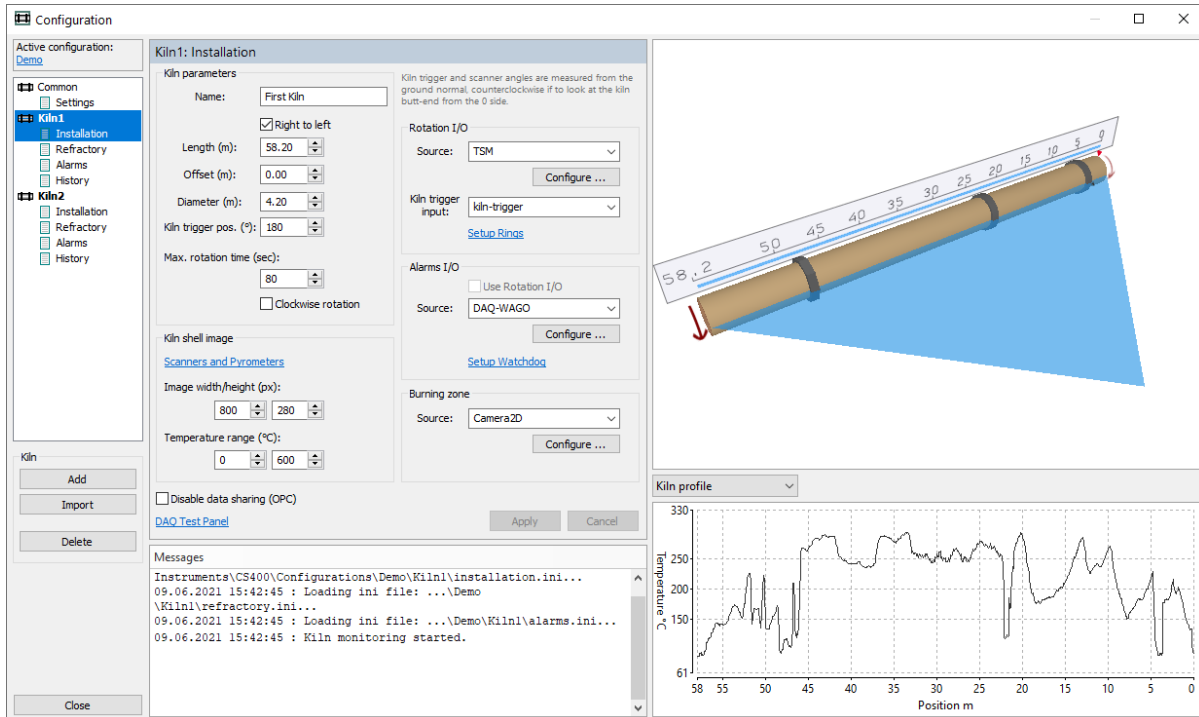 Configuration
Active configuration:
Demo
Common
Settings
Kiln1
Installation
Refractory
Alarms
History
Kiln2
Installation
Refractory
Alarms
History
Kiln
Add
Import
Delete
Close
Kiln1: Installation
Kiln parameters
Name: First Kiln
Right to left
Length (m): 58.20
Offset (m): 0.00
Diameter (m): 4.20
Kiln trigger pos. (°): 180
Max. rotation time (sec):
80
Clockwise rotation
Kiln shell image
Scanners and Pyrometers
Image width/height (px):
800 280
Temperature range (°C):
0 600
Kiln trigger and scanner angles are measured from the
ground normal, counterclockwise if to look at the kiln
butt-end from the 0 side.
Rotation I/O
Source: TSM
Configure ...
Kiln trigger
input: kiln-trigger
Setup Rings
Alarms I/O
Use Rotation I/O
Source: DAQ-WAGO
Configure ...
Setup Watchdog
Burning zone
Source: Camera2D
Configure ...
Disable data sharing (OPC)
DAQ Test Panel
Apply Cancel
Messages
Instruments\CS400\Configurations\Demo\Kiln1\installation.ini...
09.06.2021 15:42:45 : Loading ini file: ...\Demo
\Kiln1\refractory.ini...
09.06.2021 15:42:45 : Loading ini file: ...\Demo\Kiln1\alarms.ini...
09.06.2021 15:42:45 : Kiln monitoring started.
58.2 50 45 40 35 30 25 20 15 10 5 0
Kiln profile
330
250
200
150
61
Temperature °C
58 55 50 45 40 35 30 25 20 15 10 5 0
Position m